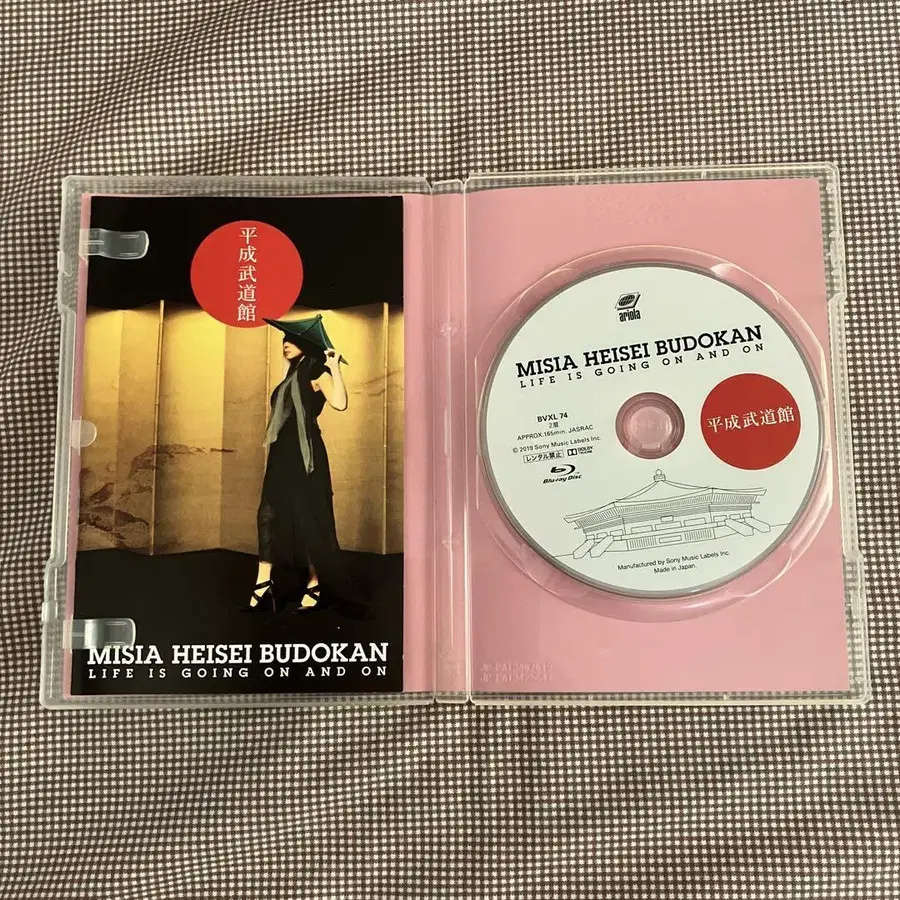 平成武道館
MISIA HEISEI BUDOKAN
LIFE IS GOING ON AND ON
ariola
MISIA HEISEI BUDOKAN
LIFE IS GOING ON AND ON
BVXL 74
2層
APPROX.165min. JASRAC
℗ 2019 Sony Music Labels Inc.
レンタル禁止
DOLBY
Blu-ray Disc
平成武道館
Manufactured by Sony Music Labels Inc.
Made in Japan.